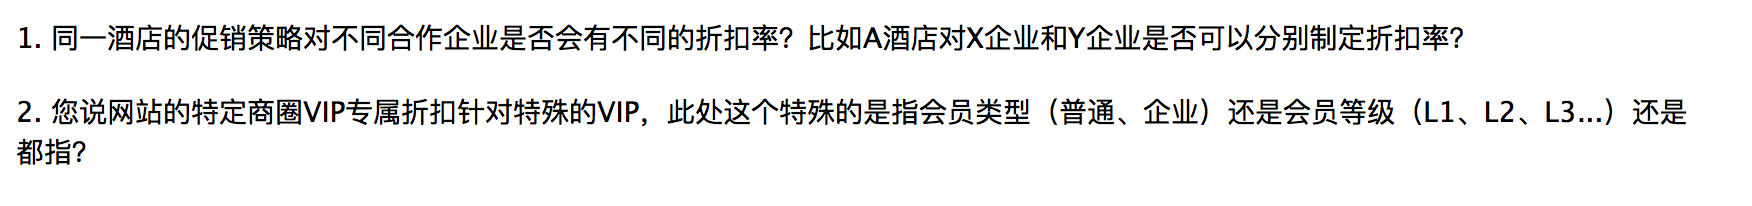 1. 同一酒店的促销策略对不同合作企业是否会有不同的折扣率？比如A酒店对X企业和Y企业是否可以分别制定折扣率？
2. 您说网站的特定商圈VIP专属折扣针对特殊的VIP，此处这个特殊的是指会员类型（普通、企业）还是会员等级（L1、L2、L3...）还是
都指？